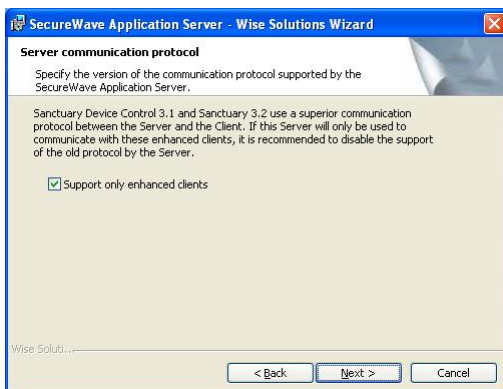 SecureWave Application Server - Wise Solutions Wizard
Server communication protocol
Specify the version of the communication protocol supported by the
SecureWave Application Server.
Sanctuary Device Control 3.1 and Sanctuary 3.2 use a superior communication
protocol between the Server and the Client. If this Server will only be used to
communicate with these enhanced clients, it is recommended to disable the support
of the old protocol by the Server.
Support only enhanced clients
Wise Soluti...
< Back Next > Cancel